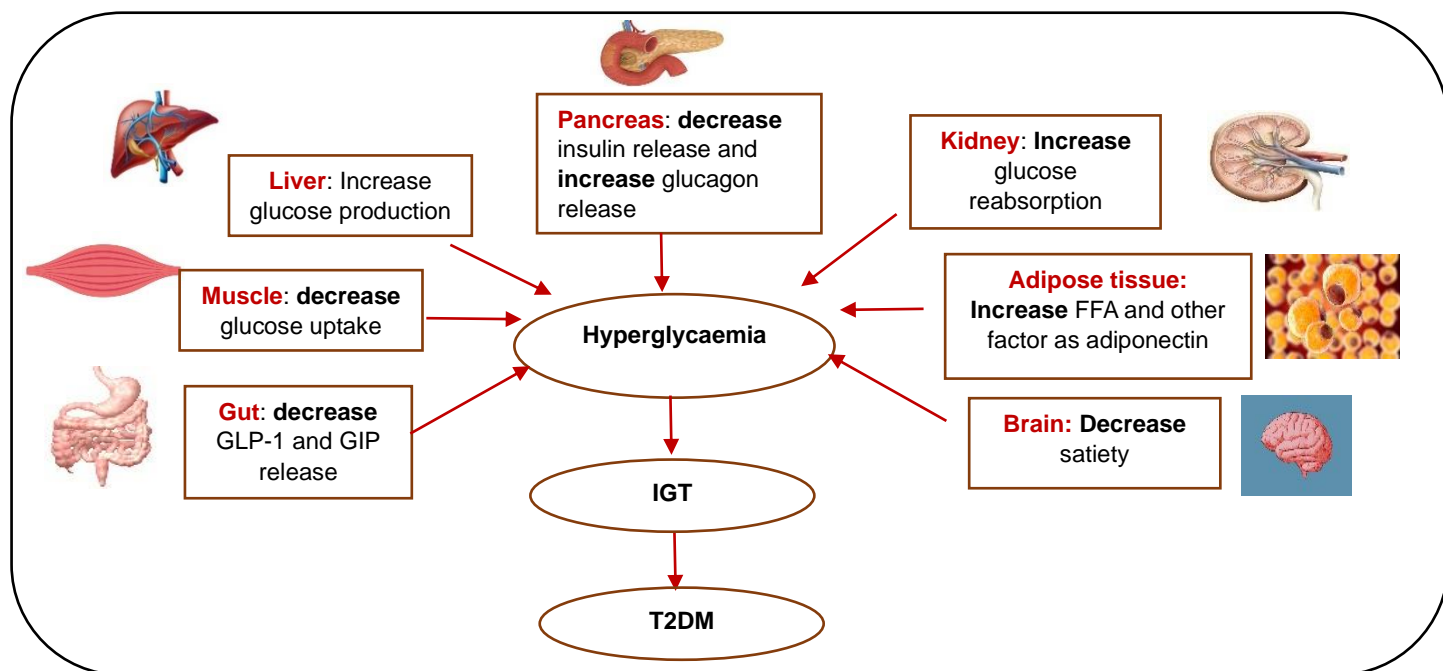 Pancreas: decrease
insulin release and
increase glucagon
release
Kidney: Increase
glucose
reabsorption
Liver: Increase
glucose production
Muscle: decrease
glucose uptake
Adipose tissue:
Increase FFA and other
factor as adiponectin
Hyperglycaemia
Gut: decrease
GLP-1 and GIP
release
Brain: Decrease
satiety
IGT
T2DM